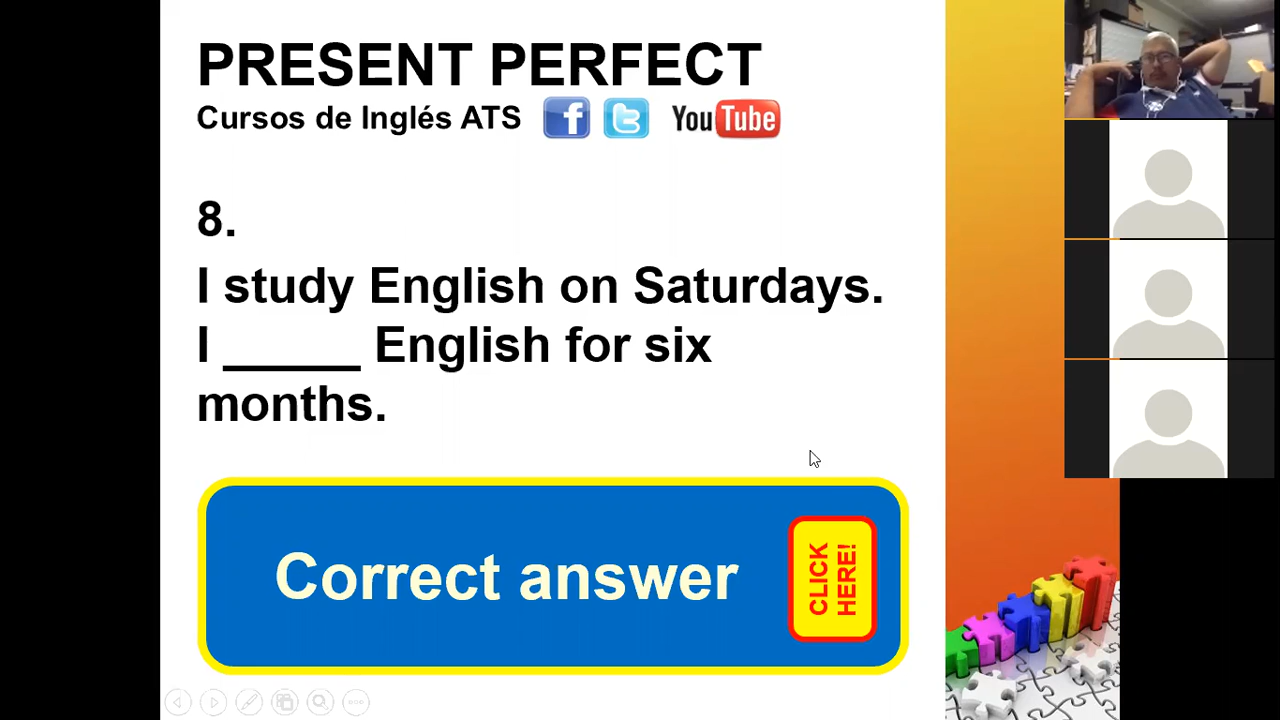 PRESENT PERFECT
Cursos de Inglés ATS f t YouTube
8.
I study English on Saturdays.
I _____ English for six
months.
Correct answer
CLICK
HERE!